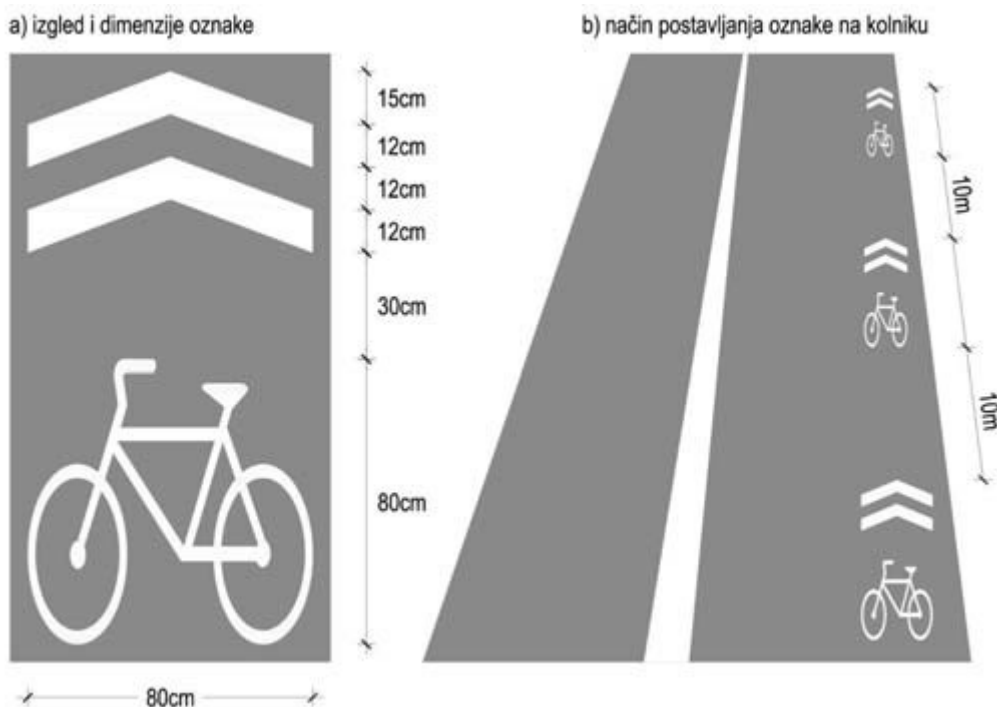 a) izgled i dimenzije oznake
15cm
12cm
12cm
12cm
30cm
80cm
80cm
b) način postavljanja oznake na kolniku
10m
10m